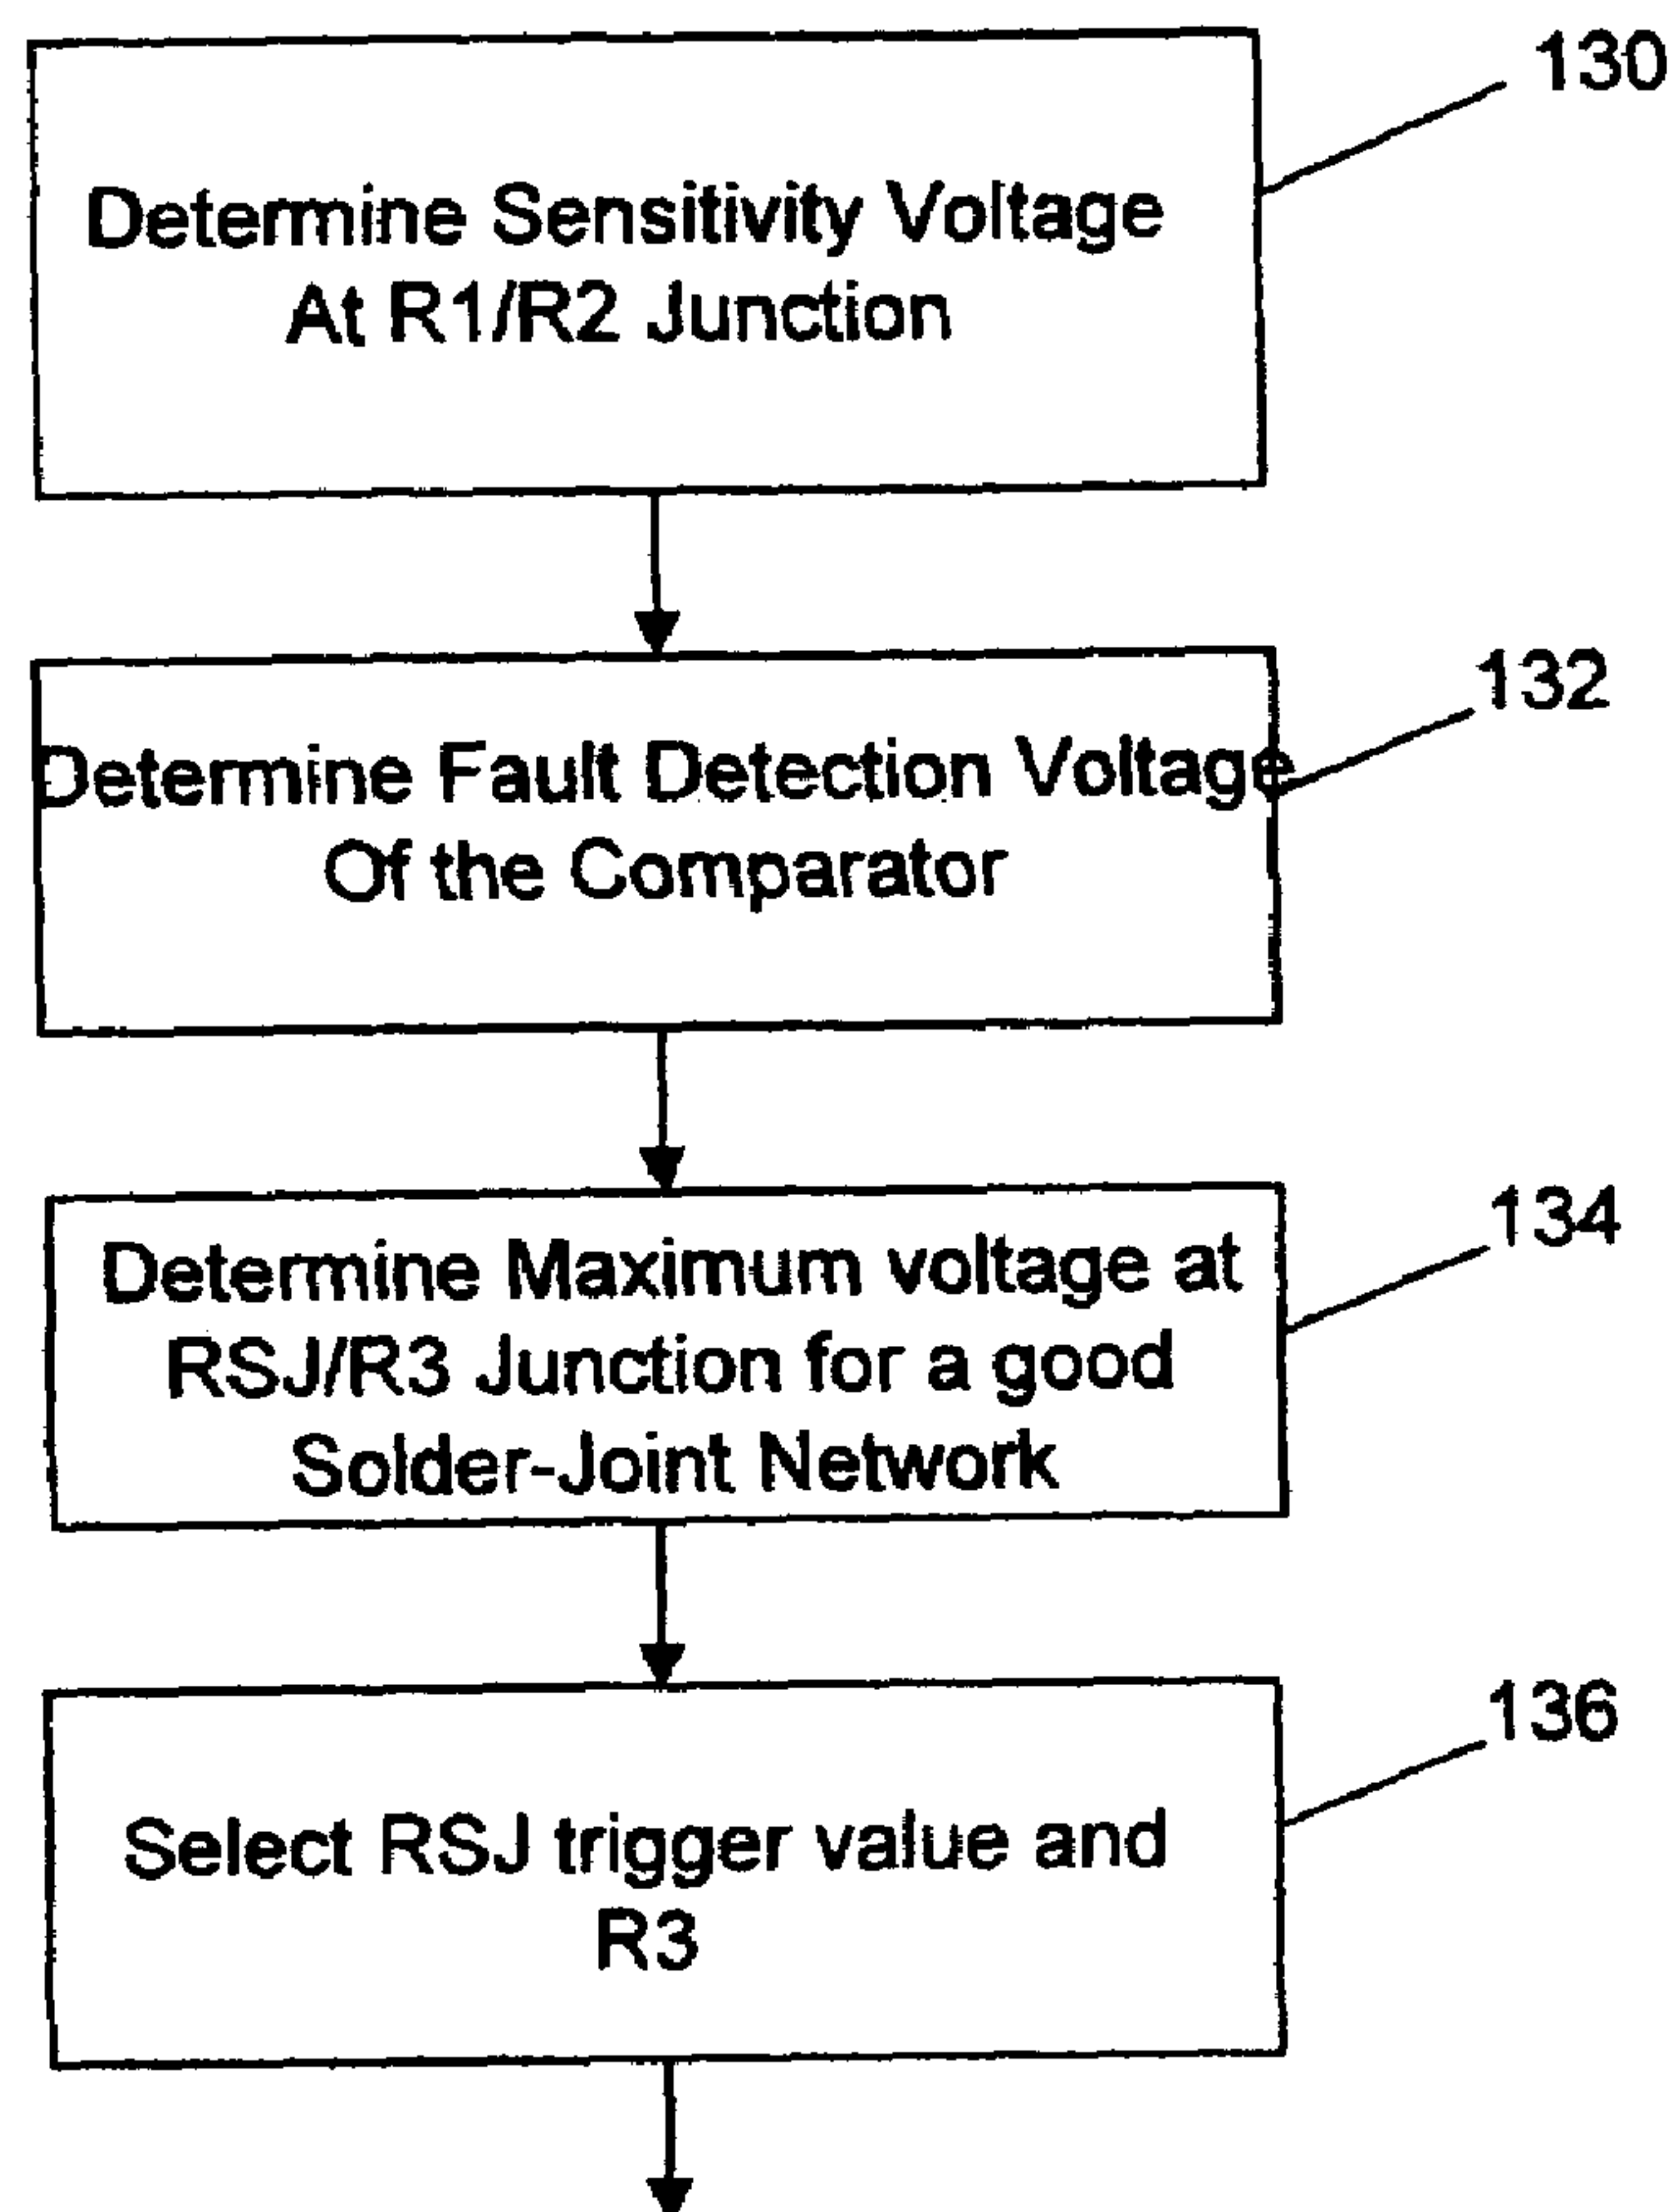 130
Determine Sensitivity Voltage
At R1/R2 Junction
132
Determine Fault Detection Voltage
Of the Comparator
134
Determine Maximum voltage at
RSJ/R3 Junction for a good
Solder-Joint Network
136
Select RSJ trigger value and
R3